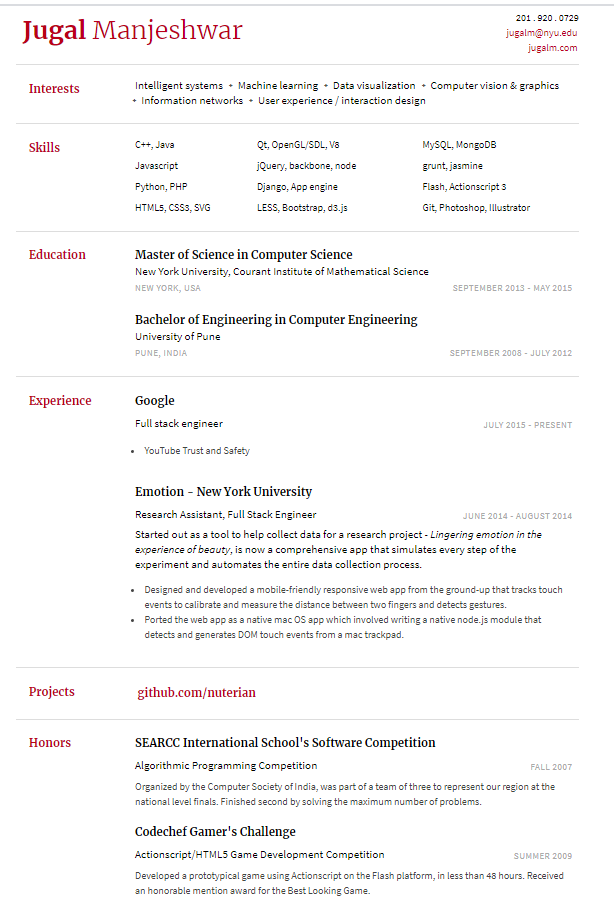 Jugal Manjeshwar
201 . 920 . 0729
jugalm@nyu.edu
jugalm.com
Interests
Intelligent systems + Machine learning + Data visualization + Computer vision & graphics
+ Information networks + User experience / interaction design
Skills
C++, Java Qt, OpenGL/SDL, V8 MySQL, MongoDB
Javascript jQuery, backbone, node grunt, jasmine
Python, PHP Django, App engine Flash, Actionscript 3
HTML5, CSS3, SVG LESS, Bootstrap, d3.js Git, Photoshop, Illustrator
Education
Master of Science in Computer Science
New York University, Courant Institute of Mathematical Science
NEW YORK, USA SEPTEMBER 2013 - MAY 2015
Bachelor of Engineering in Computer Engineering
University of Pune
PUNE, INDIA SEPTEMBER 2008 - JULY 2012
Experience
Google
Full stack engineer JULY 2015 - PRESENT
• YouTube Trust and Safety
Emotion - New York University
Research Assistant, Full Stack Engineer JUNE 2014 - AUGUST 2014
Started out as a tool to help collect data for a research project - Lingering emotion in the
experience of beauty, is now a comprehensive app that simulates every step of the
experiment and automates the entire data collection process.
• Designed and developed a mobile-friendly responsive web app from the ground-up that tracks touch
events to calibrate and measure the distance between two fingers and detects gestures.
• Ported the web app as a native mac OS app which involved writing a native node.js module that
detects and generates DOM touch events from a mac trackpad.
Projects
github.com/nuterian
Honors
SEARCC International School's Software Competition
Algorithmic Programming Competition FALL 2007
Organized by the Computer Society of India, was part of a team of three to represent our region at the
national level finals. Finished second by solving the maximum number of problems.
Codechef Gamer's Challenge
Actionscript/HTML5 Game Development Competition SUMMER 2009
Developed a prototypical game using Actionscript on the Flash platform, in less than 48 hours. Received
an honorable mention award for the Best Looking Game.